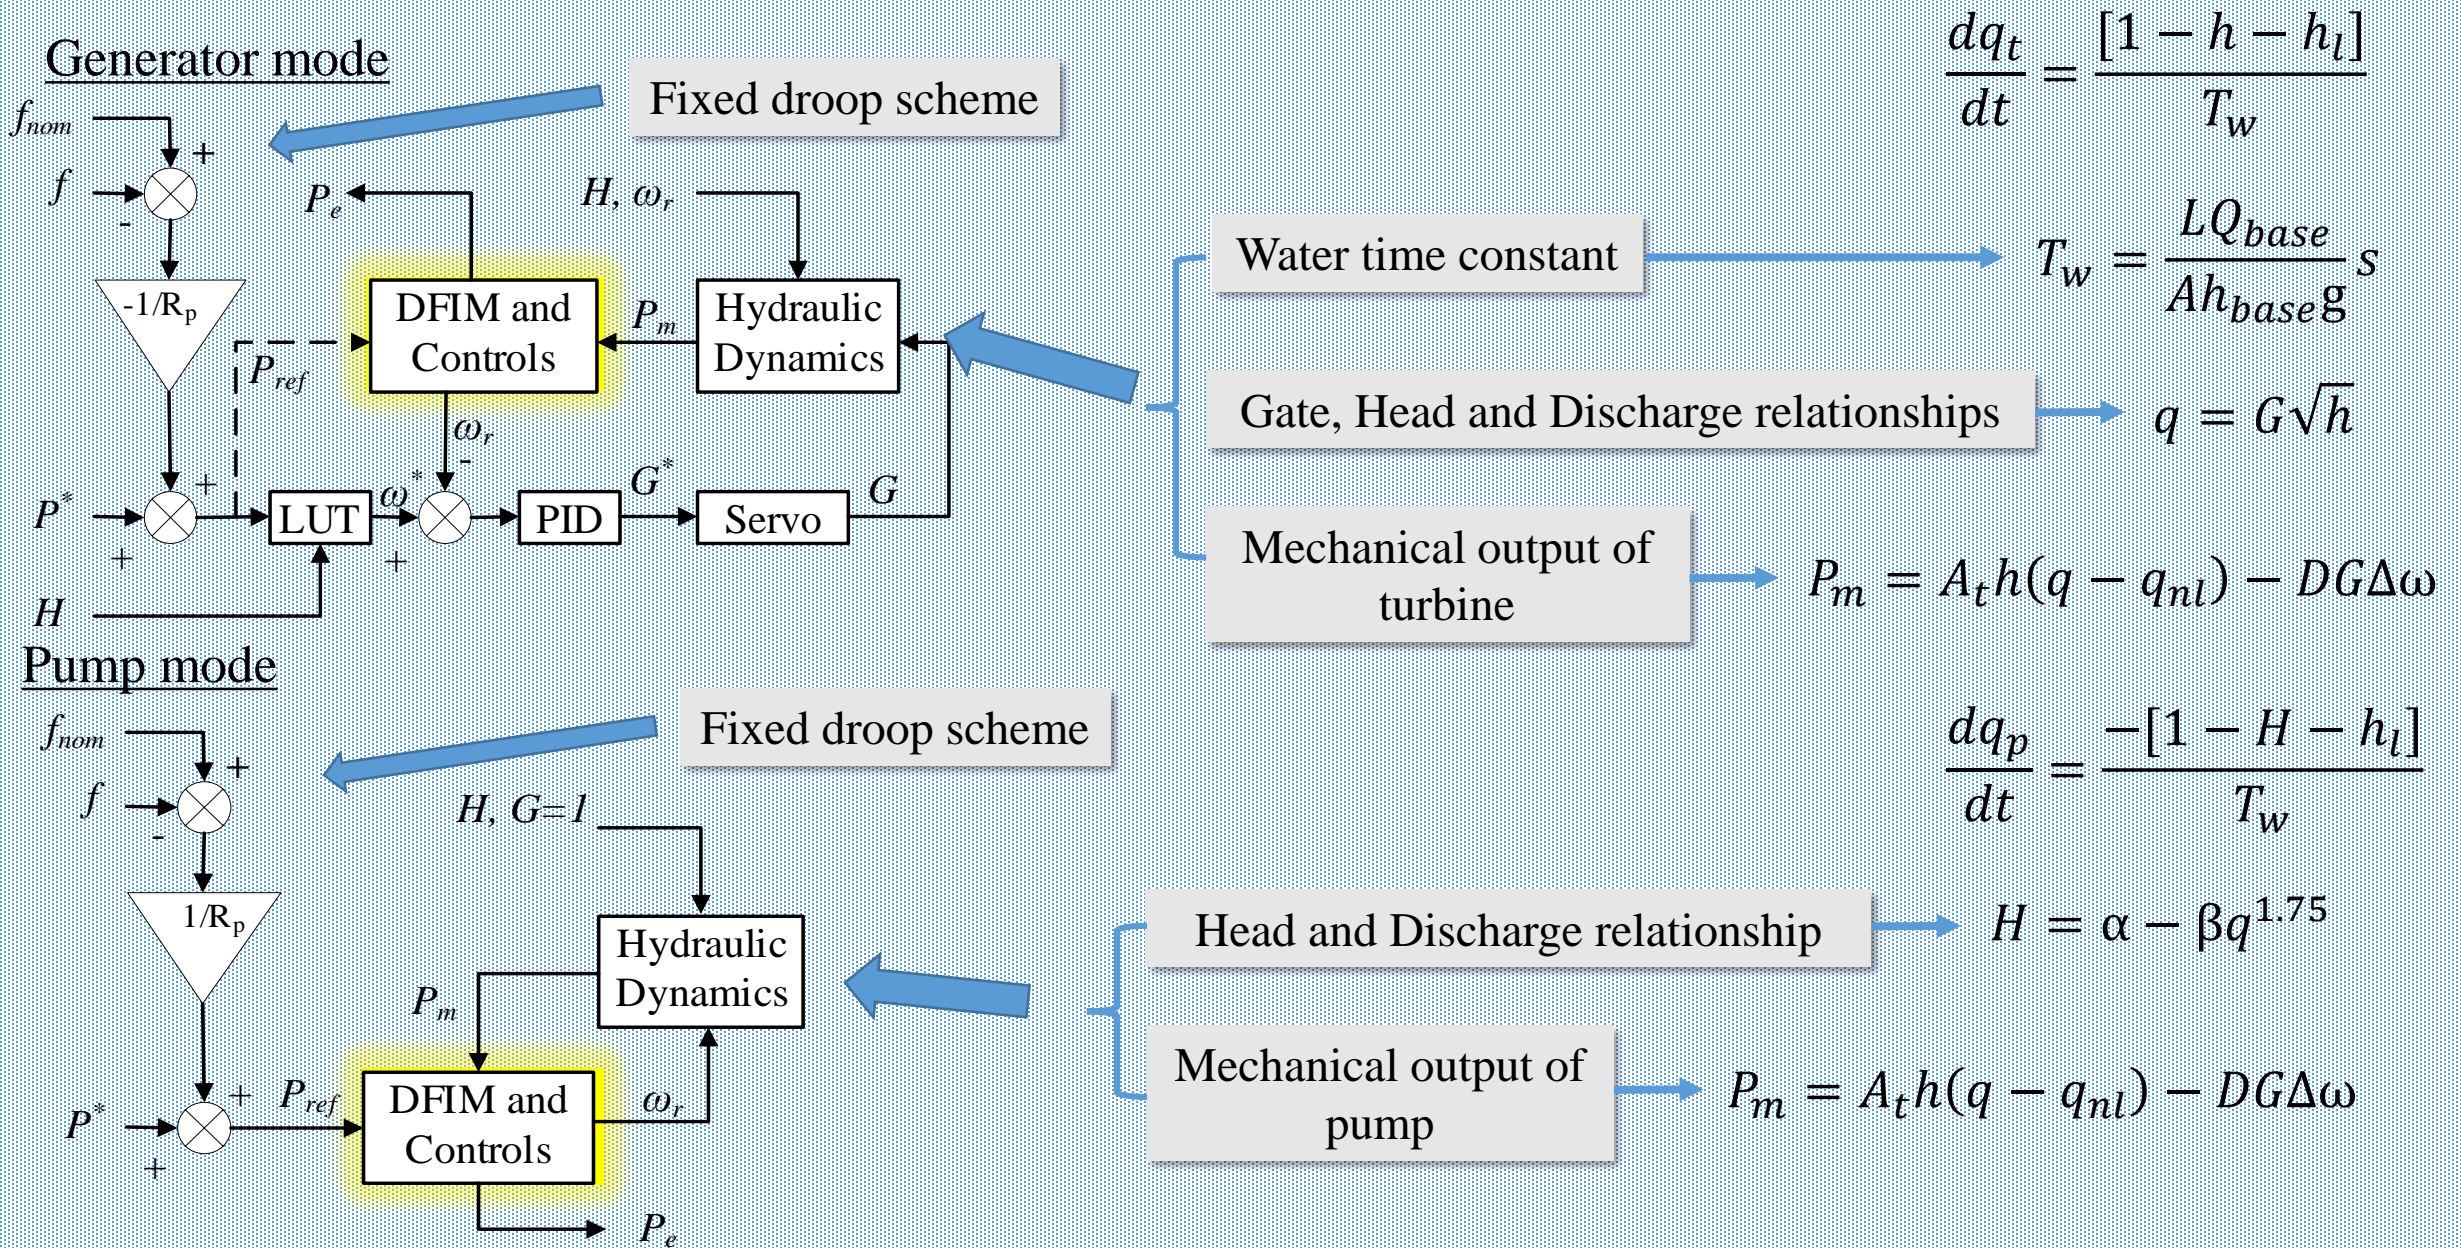 Generator mode
Fixed droop scheme
f_nom
+
f
-
-1/R_p
P_e
H, ω_r
DFIM and
Controls
P_m
Hydraulic
Dynamics
P_ref
ω_r
-
P*
+
+
LUT
ω*
+
PID
G*
Servo
G
H
dq_t/dt = [1 − h − h_l]/T_w
Water time constant
T_w = LQ_base/(Ah_base g) s
Gate, Head and Discharge relationships
q = G√h
Mechanical output of
turbine
P_m = A_t h(q − q_nl) − DGΔω
Pump mode
Fixed droop scheme
f_nom
+
f
-
1/R_p
H, G=1
Hydraulic
Dynamics
P_m
P*
+
+
P_ref
DFIM and
Controls
ω_r
P_e
dq_p/dt = −[1 − H − h_l]/T_w
Head and Discharge relationship
H = α − βq^1.75
Mechanical output of
pump
P_m = A_t h(q − q_nl) − DGΔω